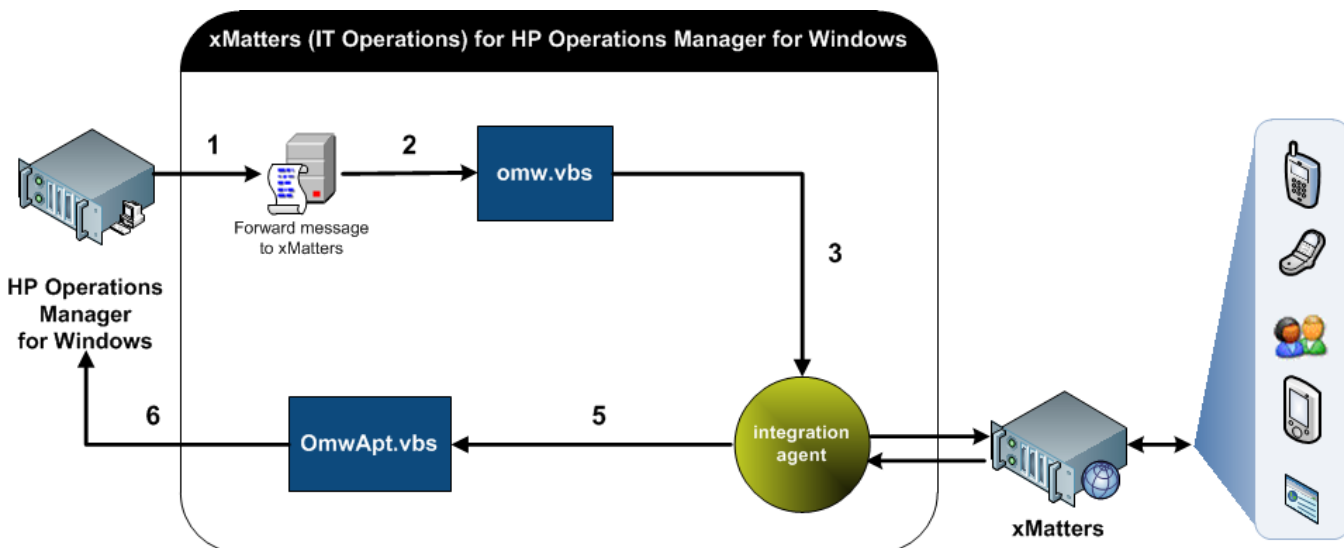 xMatters (IT Operations) for HP Operations Manager for Windows
1
2
omw.vbs
Forward message
to xMatters
3
HP Operations
Manager
for Windows
6
OmwApt.vbs
5
integration
agent
xMatters